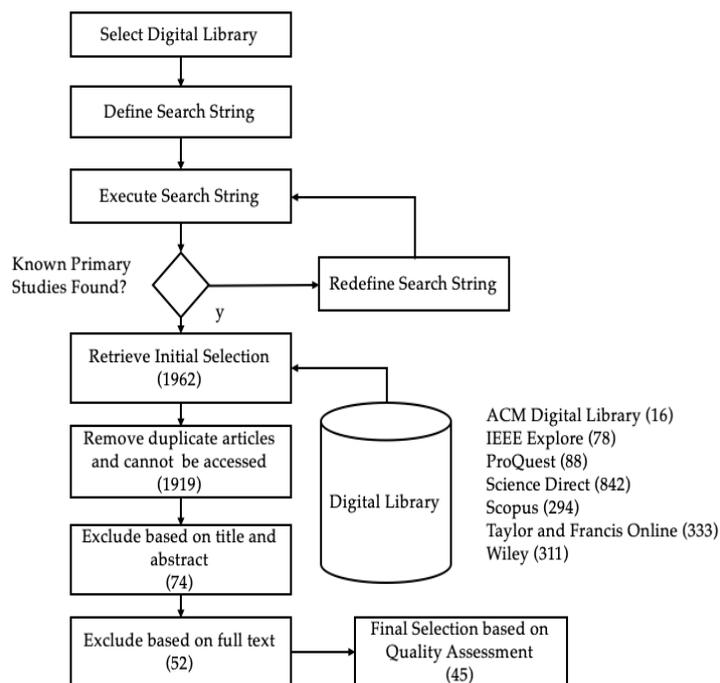 Select Digital Library
Define Search String
Execute Search String
Known Primary
Studies Found?
Redefine Search String
y
Retrieve Initial Selection
(1962)
Remove duplicate articles
and cannot be accessed
(1919)
Digital Library
ACM Digital Library (16)
IEEE Explore (78)
ProQuest (88)
Science Direct (842)
Scopus (294)
Taylor and Francis Online (333)
Wiley (311)
Exclude based on title and
abstract
(74)
Exclude based on full text
(52)
Final Selection based on
Quality Assessment
(45)